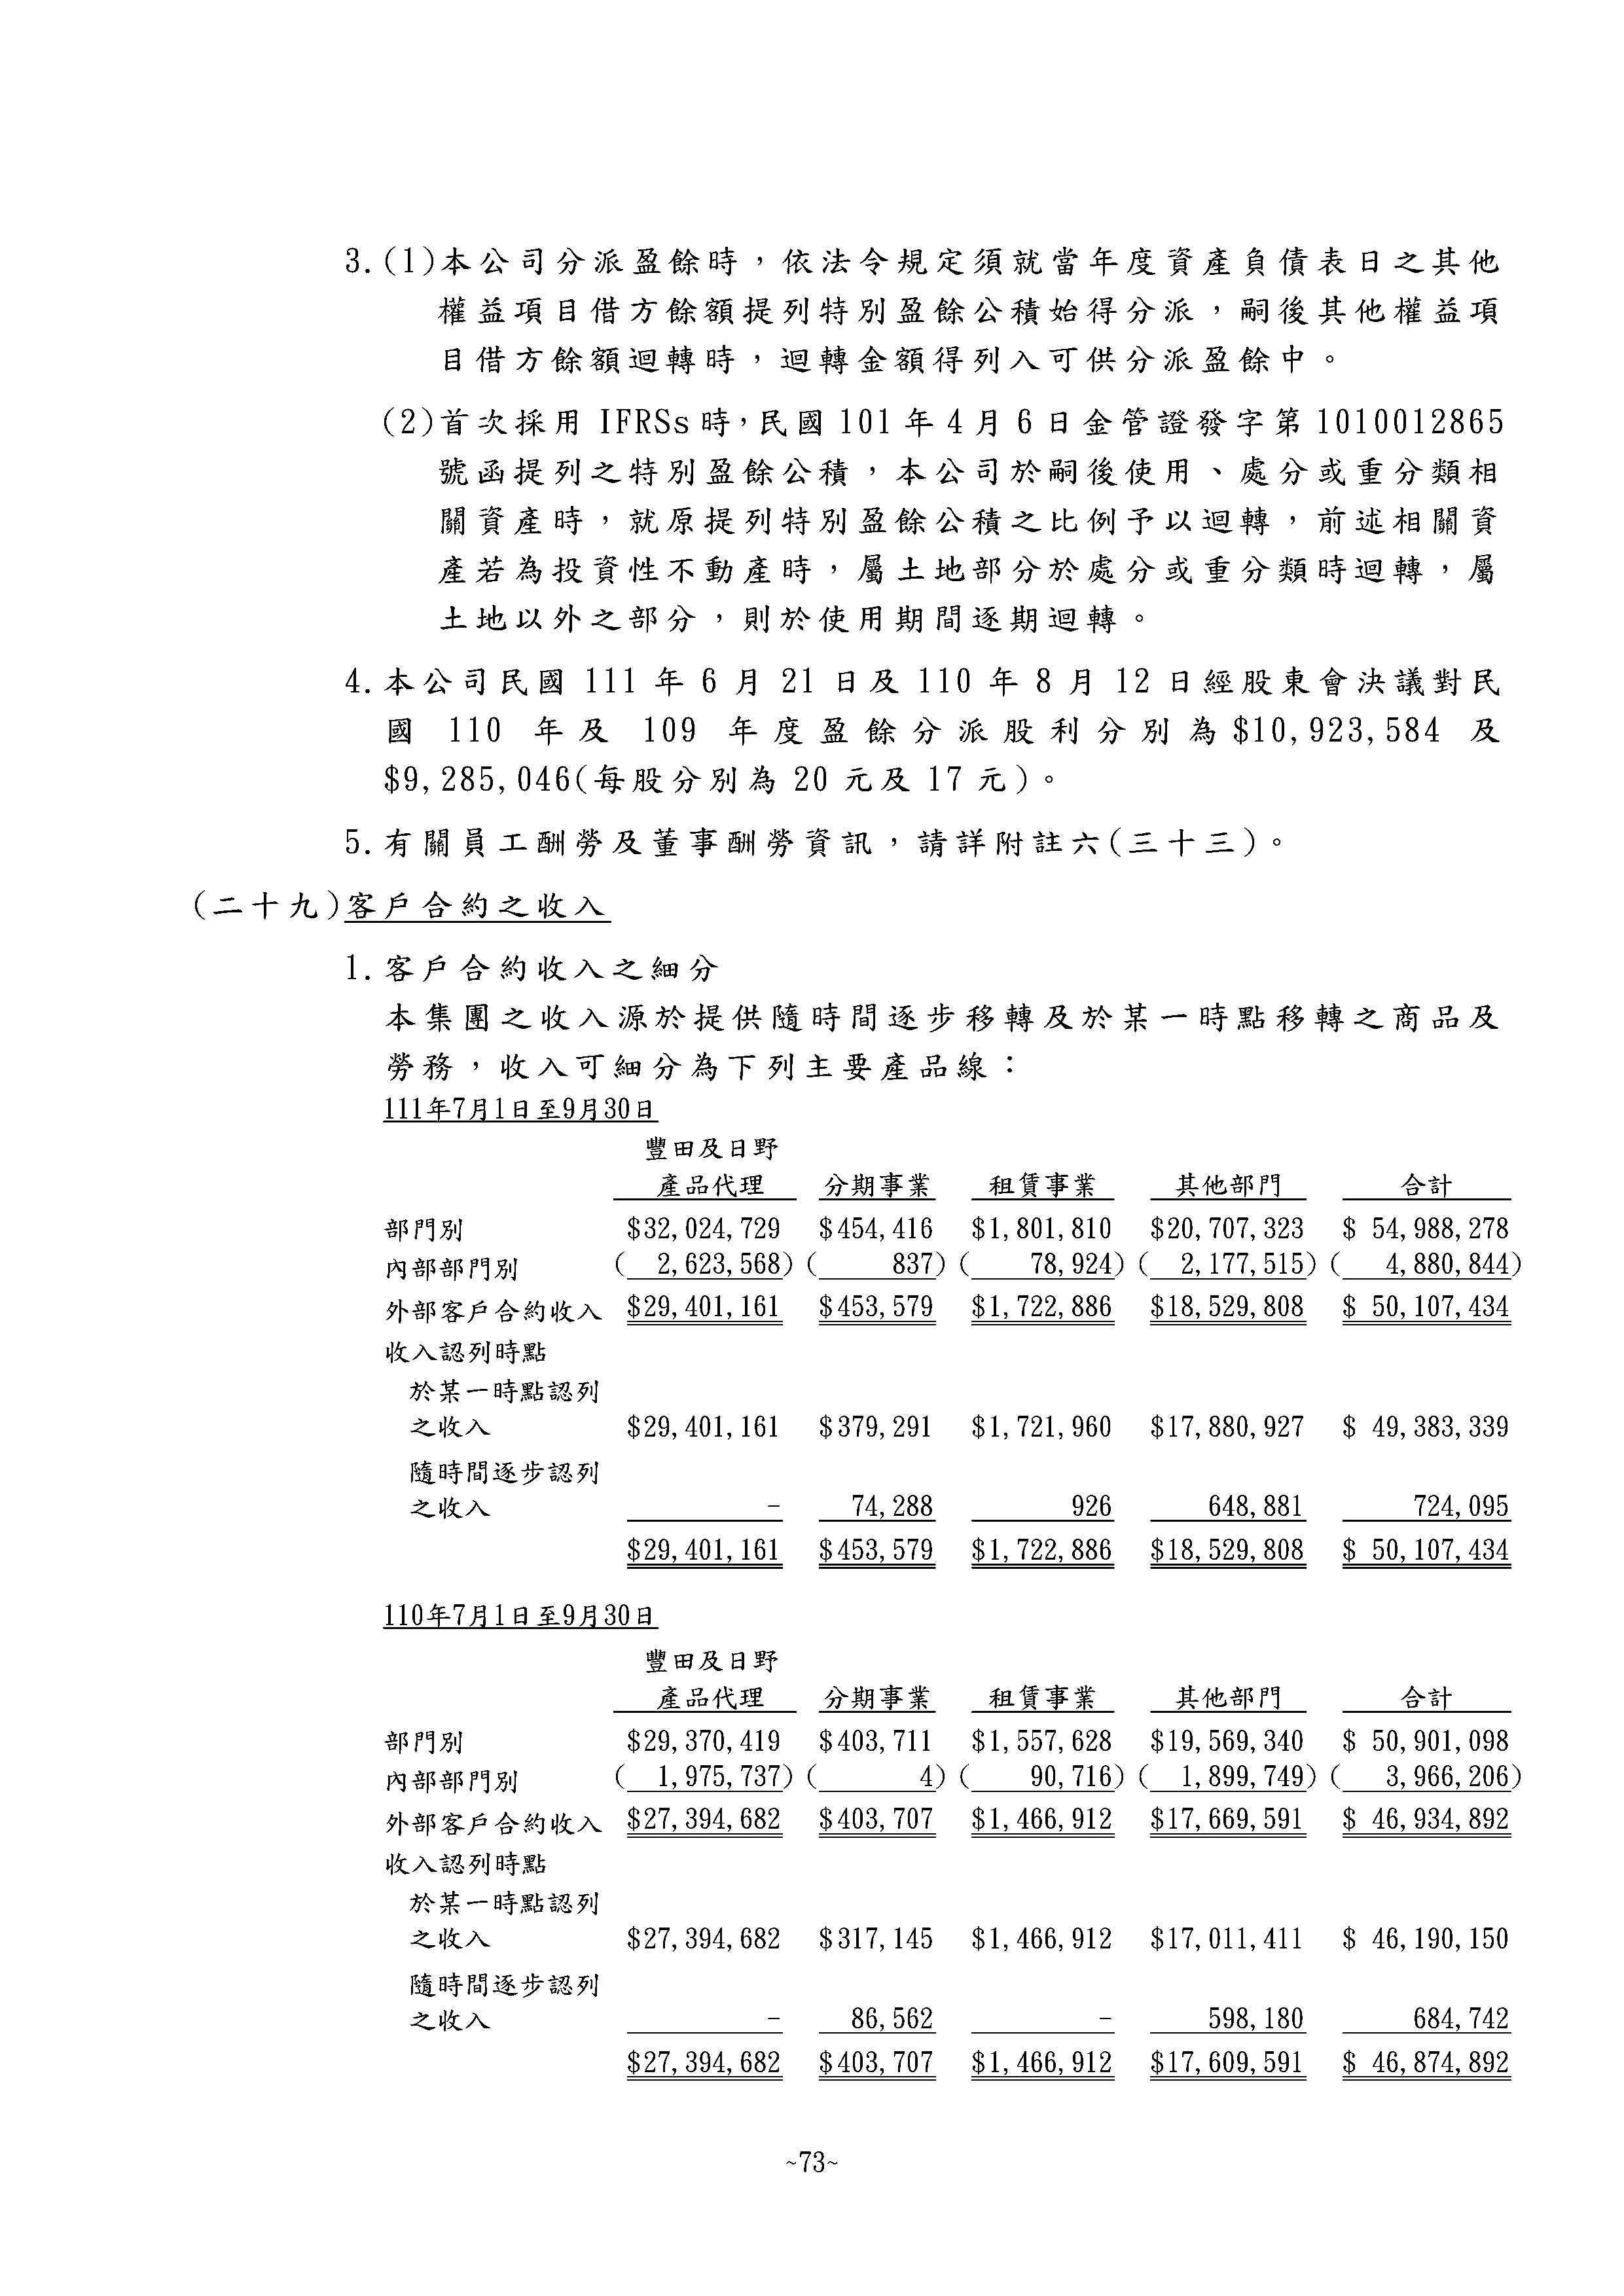 3.(1)本公司分派盈餘時，依法令規定須就當年度資產負債表日之其他
權益項目借方餘額提列特別盈餘公積始得分派，嗣後其他權益項
目借方餘額迴轉時，迴轉金額得列入可供分派盈餘中。
(2)首次採用 IFRSs 時，民國 101 年 4 月 6 日金管證發字第 1010012865
號函提列之特別盈餘公積，本公司於嗣後使用、處分或重分類相
關資產時，就原提列特別盈餘公積之比例予以迴轉，前述相關資
產若為投資性不動產時，屬土地部分於處分或重分類時迴轉，屬
土地以外之部分，則於使用期間逐期迴轉。
4.本公司民國 111 年 6 月 21 日及 110 年 8 月 12 日經股東會決議對民
國 110 年及 109 年度盈餘分派股利分別為$10,923,584 及
$9,285,046(每股分別為 20 元及 17 元)。
5.有關員工酬勞及董事酬勞資訊，請詳附註六(三十三)。
(二十九)客戶合約之收入
1.客戶合約收入之細分
本集團之收入源於提供隨時間逐步移轉及於某一時點移轉之商品及
勞務，收入可細分為下列主要產品線：
111年7月1日至9月30日
豐田及日野
產品代理 分期事業 租賃事業 其他部門 合計
部門別 $32,024,729 $454,416 $1,801,810 $20,707,323 $ 54,988,278
內部部門別 ( 2,623,568) ( 837) ( 78,924) ( 2,177,515) ( 4,880,844)
外部客戶合約收入 $29,401,161 $453,579 $1,722,886 $18,529,808 $ 50,107,434
收入認列時點
於某一時點認列
之收入 $29,401,161 $379,291 $1,721,960 $17,880,927 $ 49,383,339
隨時間逐步認列
之收入 - 74,288 926 648,881 724,095
$29,401,161 $453,579 $1,722,886 $18,529,808 $ 50,107,434
110年7月1日至9月30日
豐田及日野
產品代理 分期事業 租賃事業 其他部門 合計
部門別 $29,370,419 $403,711 $1,557,628 $19,569,340 $ 50,901,098
內部部門別 ( 1,975,737) ( 4) ( 90,716) ( 1,899,749) ( 3,966,206)
外部客戶合約收入 $27,394,682 $403,707 $1,466,912 $17,669,591 $ 46,934,892
收入認列時點
於某一時點認列
之收入 $27,394,682 $317,145 $1,466,912 $17,011,411 $ 46,190,150
隨時間逐步認列
之收入 - 86,562 - 598,180 684,742
$27,394,682 $403,707 $1,466,912 $17,609,591 $ 46,874,892
~73~